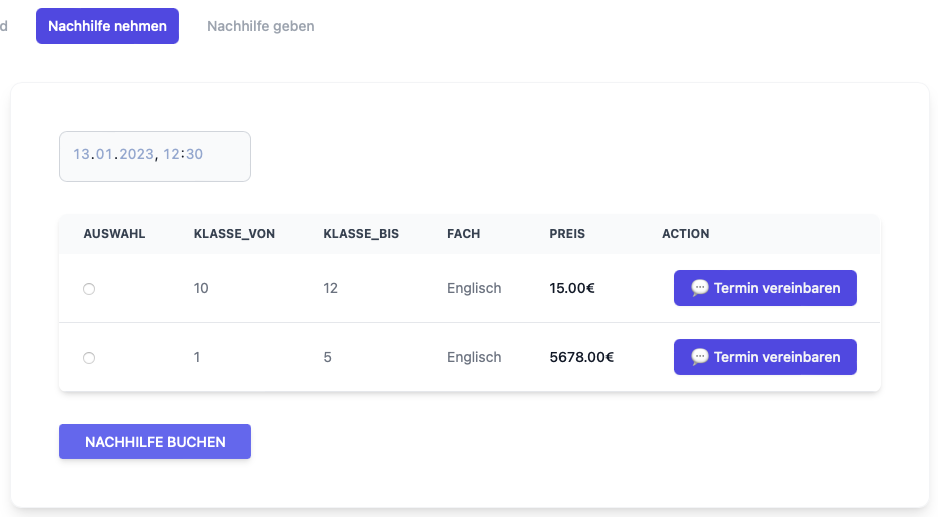 d Nachhilfe nehmen Nachhilfe geben
13.01.2023, 12:30
AUSWAHL KLASSE_VON KLASSE_BIS FACH PREIS ACTION
10 12 Englisch 15.00€ 💬 Termin vereinbaren
1 5 Englisch 5678.00€ 💬 Termin vereinbaren
NACHHILFE BUCHEN